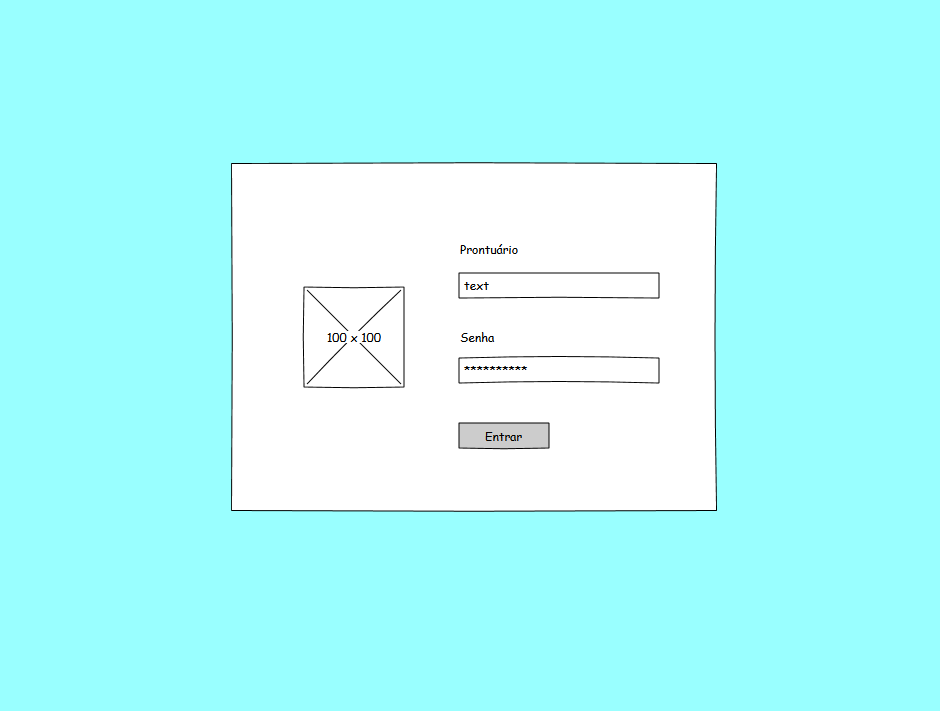 Prontuário
text
100 x 100
Senha
**********
Entrar